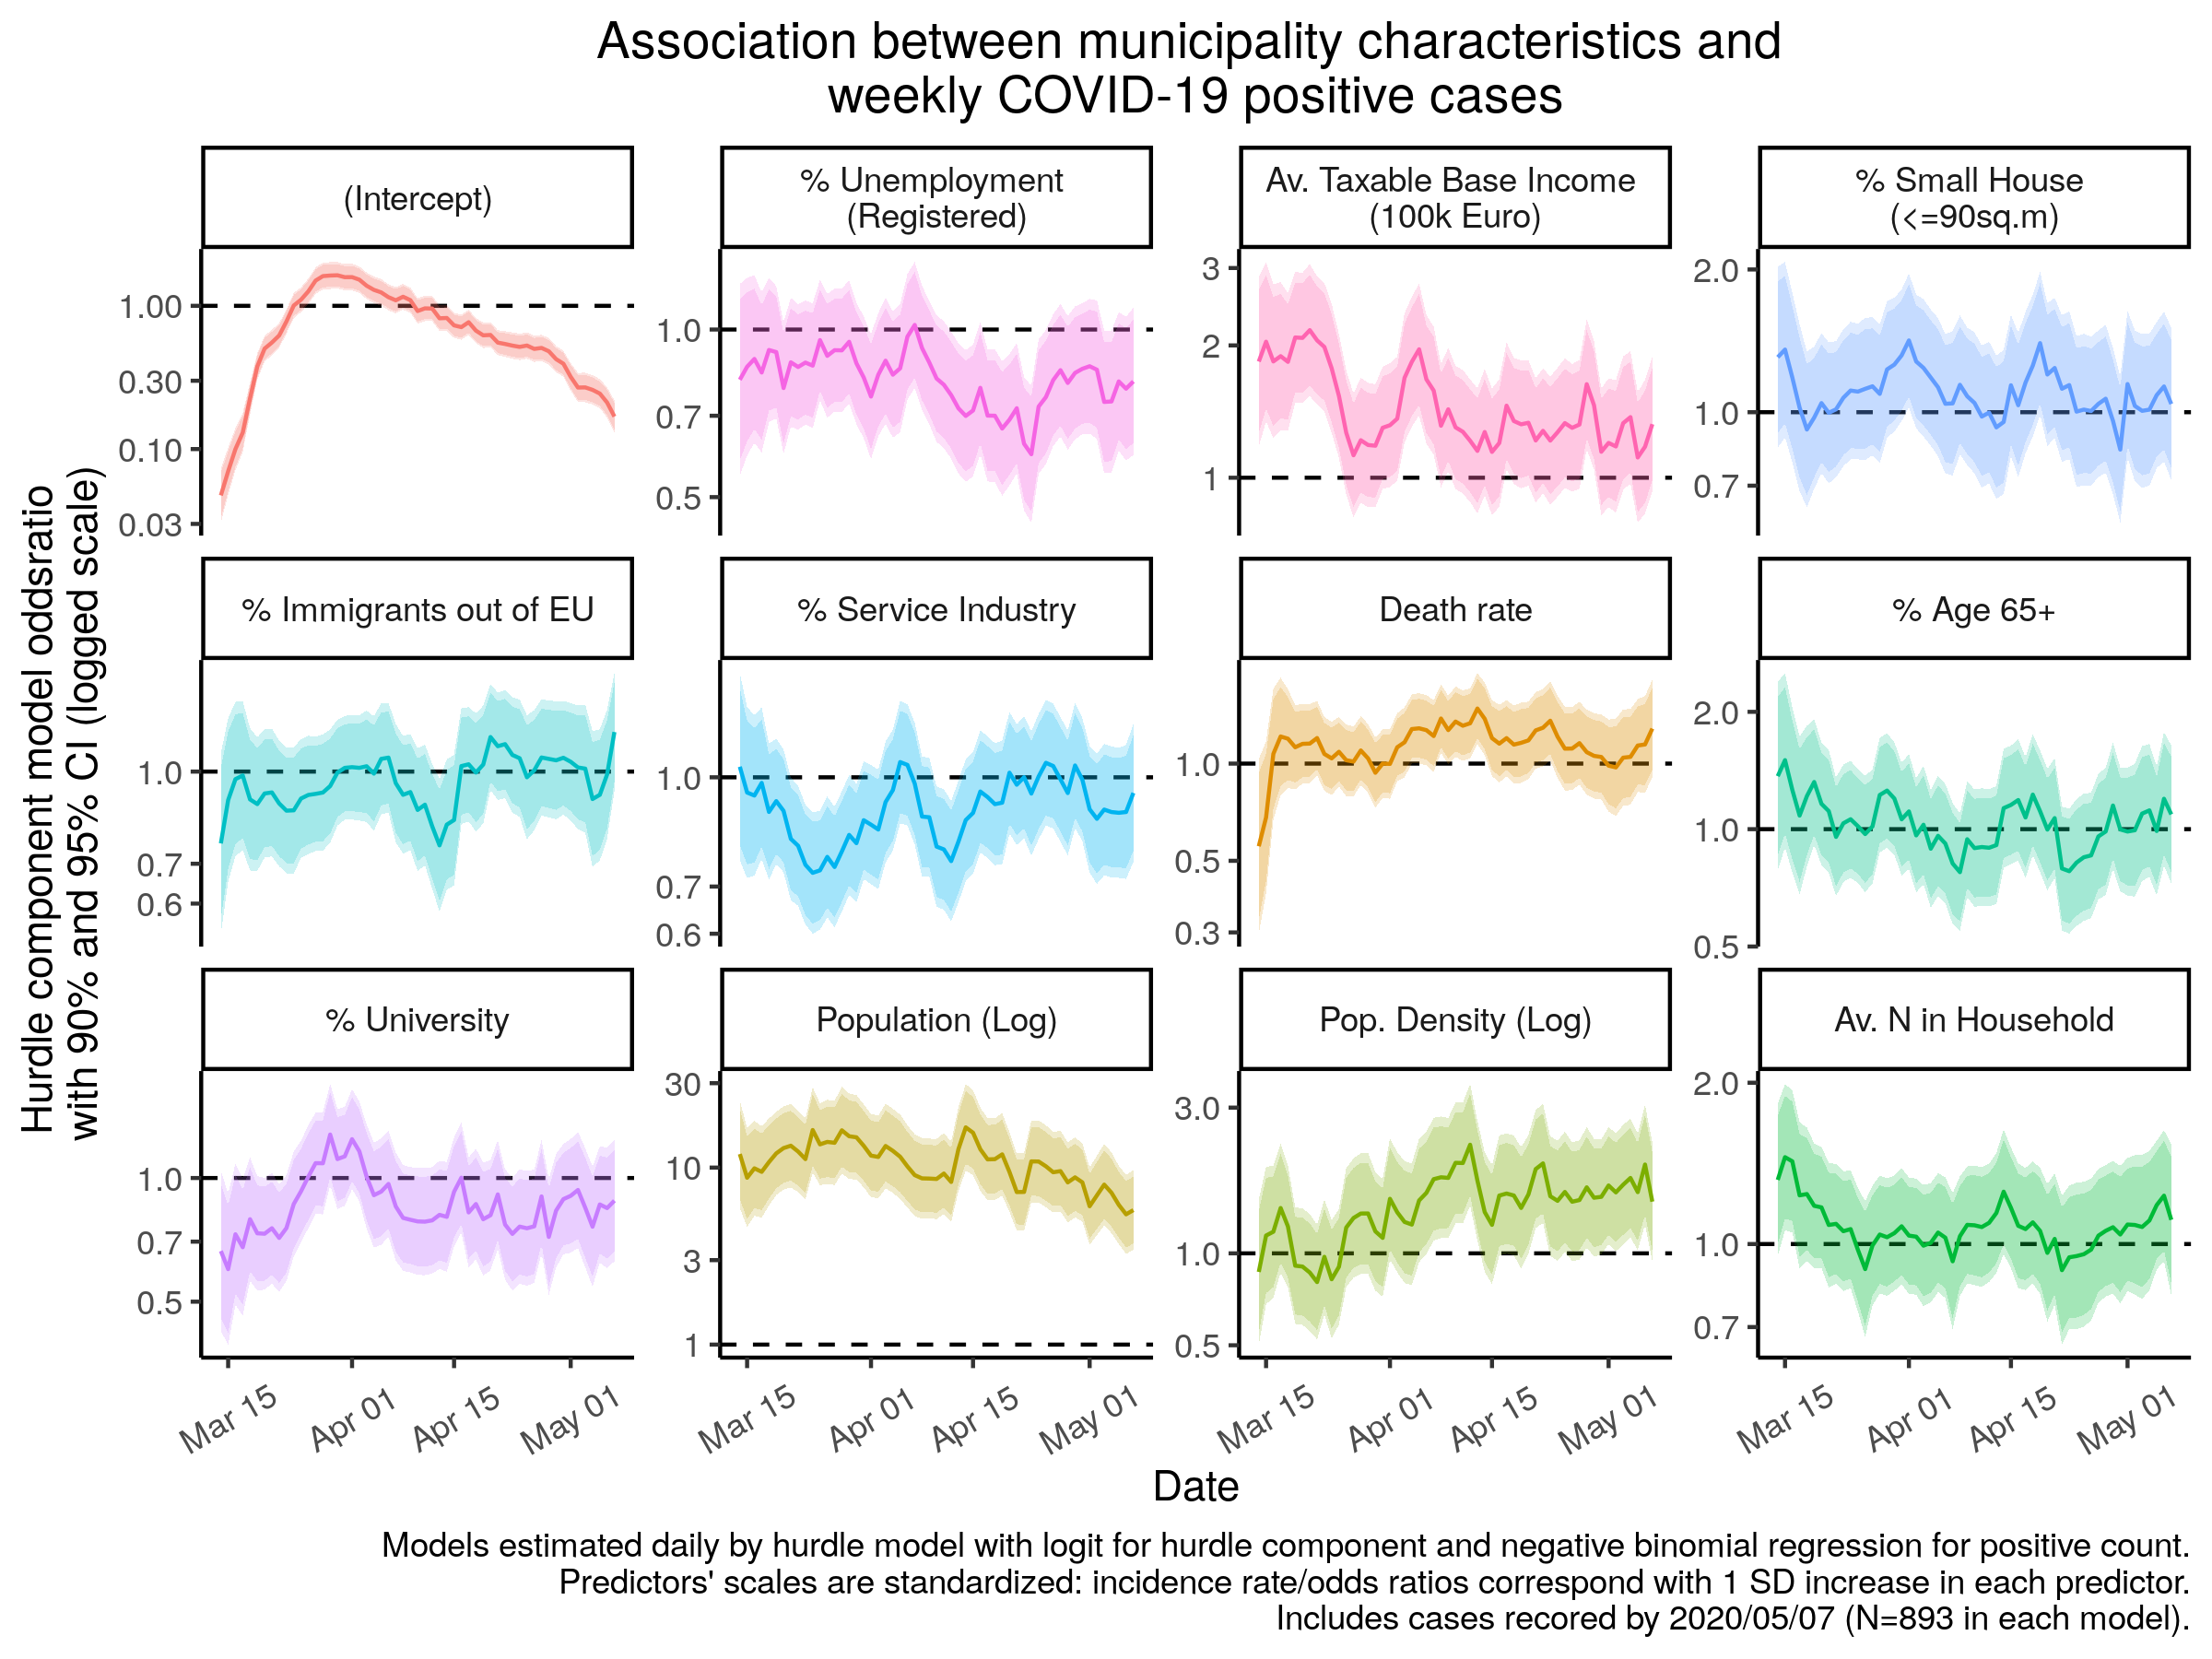 Association between municipality characteristics and
weekly COVID-19 positive cases
Hurdle component model oddsratio
with 90% and 95% CI (logged scale)
(Intercept)
% Unemployment
(Registered)
Av. Taxable Base Income
(100k Euro)
% Small House
(<=90sq.m)
1.00
0.30
0.10
0.03
1.0
0.7
0.5
3
2
1
2.0
1.0
0.7
% Immigrants out of EU
% Service Industry
Death rate
% Age 65+
1.0
0.7
0.6
1.0
0.7
0.6
1.0
0.5
0.3
2.0
1.0
0.5
% University
Population (Log)
Pop. Density (Log)
Av. N in Household
1.0
0.7
0.5
30
10
3
1
3.0
1.0
0.5
2.0
1.0
0.7
Mar 15 Apr 01 Apr 15 May 01
Mar 15 Apr 01 Apr 15 May 01
Mar 15 Apr 01 Apr 15 May 01
Mar 15 Apr 01 Apr 15 May 01
Date
Models estimated daily by hurdle model with logit for hurdle component and negative binomial regression for positive count.
Predictors' scales are standardized: incidence rate/odds ratios correspond with 1 SD increase in each predictor.
Includes cases recored by 2020/05/07 (N=893 in each model).